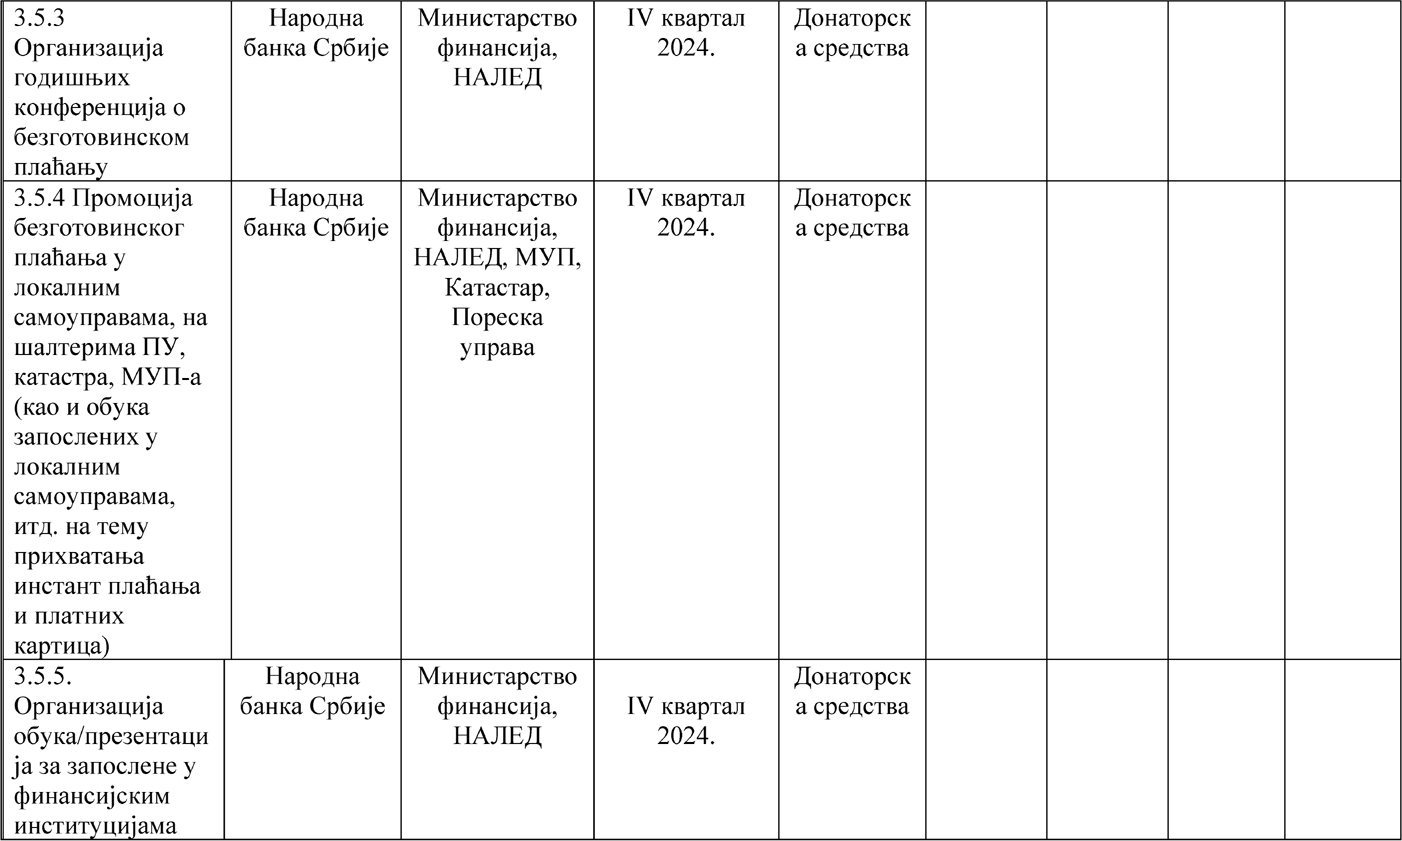 3.5.3
Организација
годишњих
конференција о
безготовинском
плаћању
Народна
банка Србије
Министарство
финансија,
НАЛЕД
IV квартал
2024.
Донаторск
а средства
3.5.4 Промоција
безготовинског
плаћања у
локалним
самоуправама, на
шалтерима ПУ,
катастра, МУП-а
(као и обука
запослених у
локалним
самоуправама,
итд. на тему
прихватања
инстант плаћања
и платних
картица)
Народна
банка Србије
Министарство
финансија,
НАЛЕД, МУП,
Катастар,
Пореска
управа
IV квартал
2024.
Донаторск
а средства
3.5.5.
Организација
обука/презентаци
ја за запослене у
финансијским
институцијама
Народна
банка Србије
Министарство
финансија,
НАЛЕД
IV квартал
2024.
Донаторск
а средства